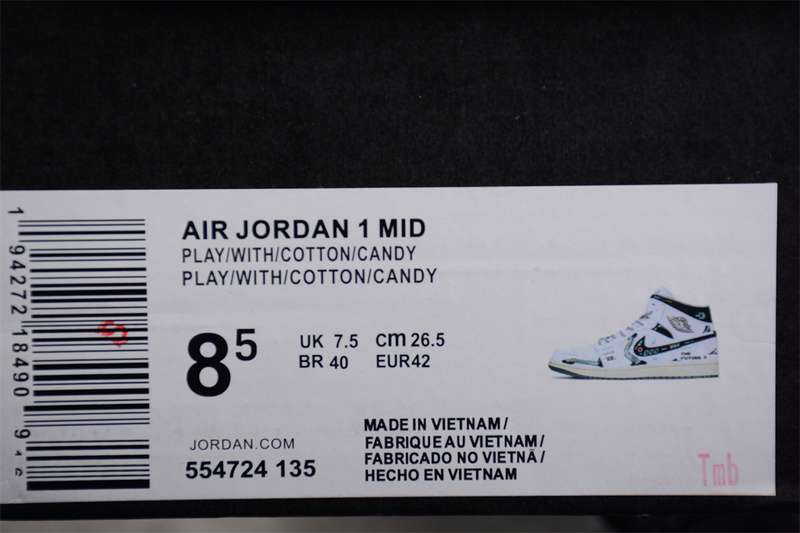 AIR JORDAN 1 MID
PLAY/WITH/COTTON/CANDY
PLAY/WITH/COTTON/CANDY
8⁵
UK 7.5 cm 26.5
BR 40 EUR42
JORDAN.COM
554724 135
MADE IN VIETNAM/
FABRIQUE AU VIETNAM/
FABRICADO NO VIETNÃ/
HECHO EN VIETNAM
1 94272 18490 9
S
Tmb